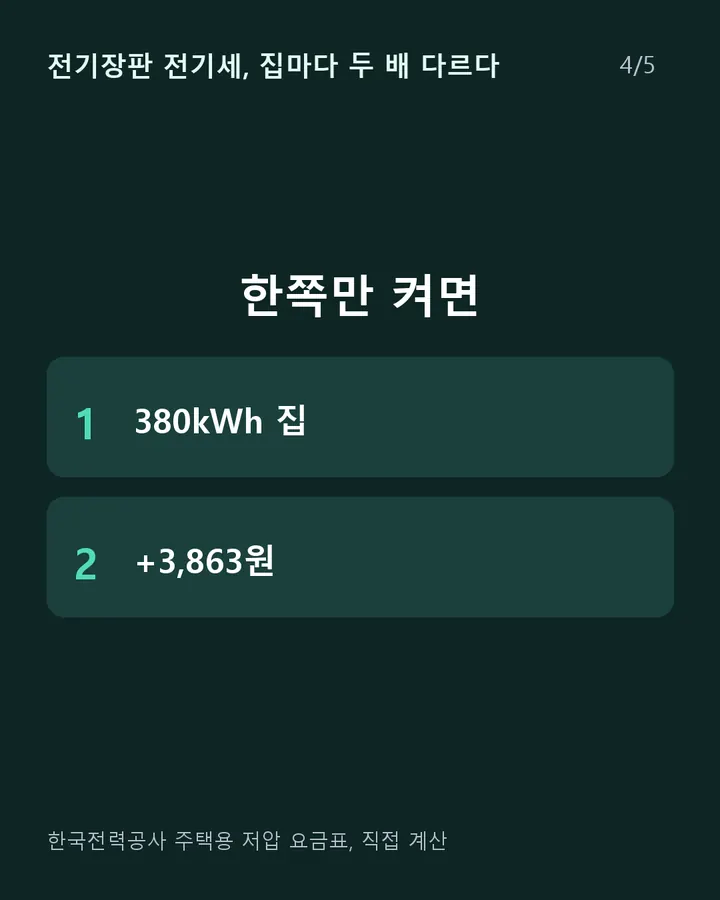 전기장판 전기세, 집마다 두 배 다르다
4/5
한쪽만 켜면
1 380kWh 집
2 +3,863원
한국전력공사 주택용 저압 요금표, 직접 계산